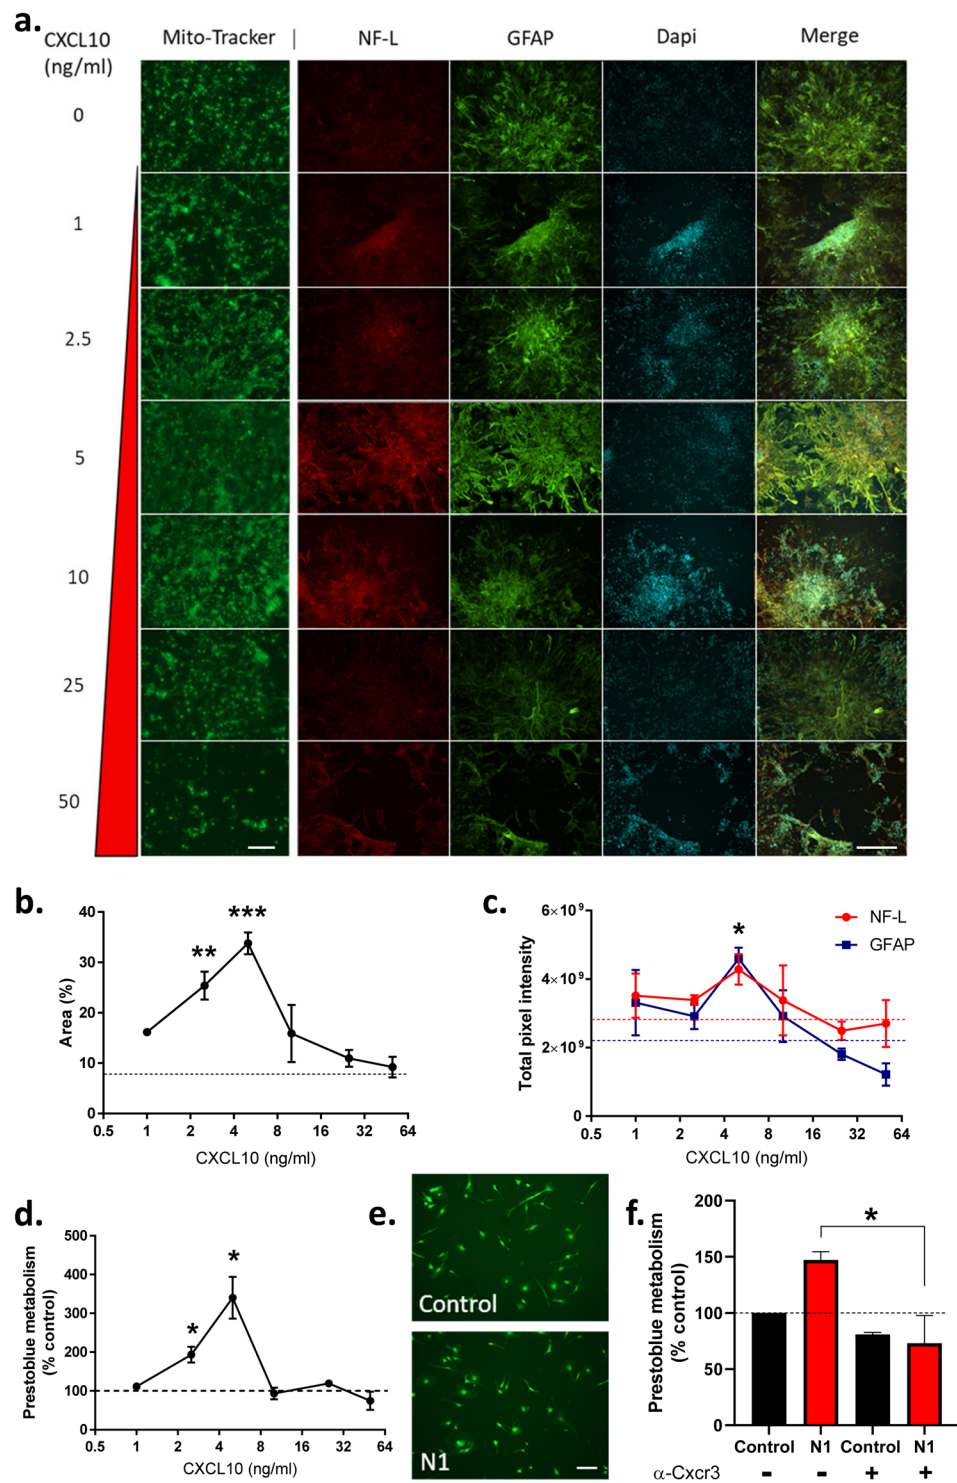 a.
CXCL10
(ng/ml)
Mito-Tracker | NF-L GFAP Dapi Merge
0
1
2.5
5
10
25
50
b.
***
**
Area (%)
40
30
20
10
0
0.5 1 2 4 8 16 32 64
CXCL10 (ng/ml)
c.
*
NF-L
GFAP
Total pixel intensity
6×10⁹
4×10⁹
2×10⁹
0
0.5 1 2 4 8 16 32 64
CXCL10 (ng/ml)
d.
*
*
Prestoblue metabolism
(% control)
500
400
300
200
100
0
0.5 1 2 4 8 16 32 64
CXCL10 (ng/ml)
e.
Control
N1
f.
*
Prestoblue metabolism
(% control)
200
150
100
50
0
Control N1 Control N1
α-Cxcr3 - - + +